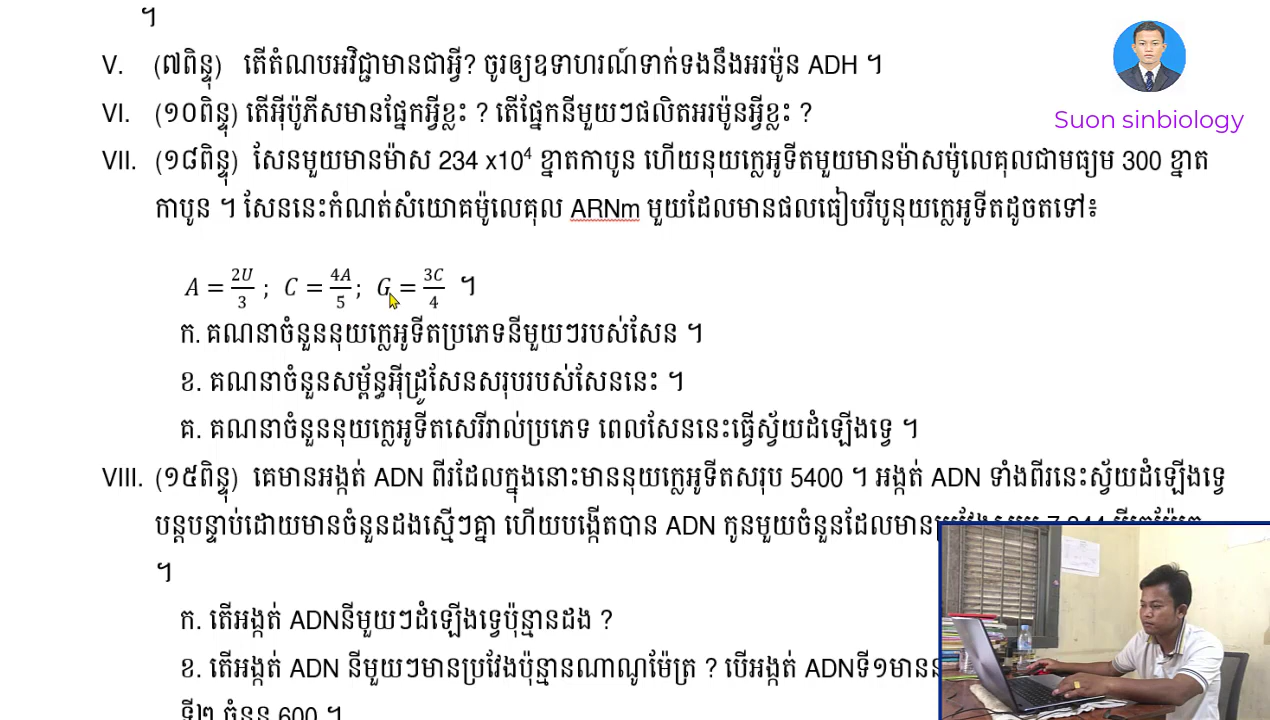 ។
V. (៧ពិន្ទុ) តើតំណបអវិជ្ជាមានជាអ្វី? ចូរឲ្យឧទាហរណ៍ទាក់ទងនឹងអរម៉ូន ADH ។
Suon sinbiology
VI. (១០ពិន្ទុ) តើអ៊ីប៉ូភីសមានផ្នែកអ្វីខ្លះ ? តើផ្នែកនីមួយៗផលិតអរម៉ូនអ្វីខ្លះ ?
VII. (១៨ពិន្ទុ) សែនមួយមានម៉ាស 234 x10⁴ ខ្នាតកាបូន ហើយនុយក្លេអូទីតមួយមានម៉ាសម៉ូលេគុលជាមធ្យម 300 ខ្នាត
កាបូន ។ សែននេះកំណត់សំយោគម៉ូលេគុល ARNm មួយដែលមានផលធៀបរីបូនុយក្លេអូទីតដូចតទៅ៖
A = 2U/3 ; C = 4A/5 ; G = 3C/4 ។
ក. គណនាចំនួននុយក្លេអូទីតប្រភេទនីមួយៗរបស់សែន ។
ខ. គណនាចំនួនសម្ព័ន្ធអ៊ីដ្រូសែនសរុបរបស់សែននេះ ។
គ. គណនាចំនួននុយក្លេអូទីតសេរីរាល់ប្រភេទ ពេលសែននេះធ្វើស្វ័យដំឡើងទ្វេ ។
VIII. (១៥ពិន្ទុ) គេមានអង្កត់ ADN ពីរដែលក្នុងនោះមាននុយក្លេអូទីតសរុប 5400 ។ អង្កត់ ADN ទាំងពីរនេះស្វ័យដំឡើងទ្វេ
បន្តបន្ទាប់ដោយមានចំនួនដងស្មើៗគ្នា ហើយបង្កើតបាន ADN កូនមួយចំនួនដែលមាន
។
ក. តើអង្កត់ ADNនីមួយៗដំឡើងទ្វេប៉ុន្មានដង ?
ខ. តើអង្កត់ ADN នីមួយៗមានប្រវែងប៉ុន្មានណាណូម៉ែត្រ ? បើអង្កត់ ADNទី១មាន
ទី២ ចំនួន 600 ។